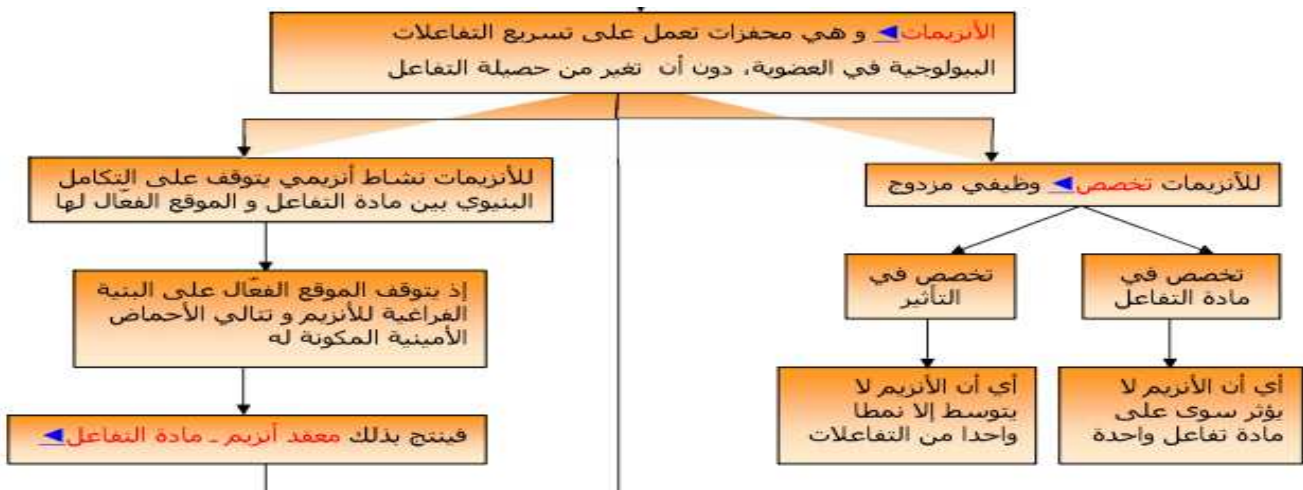 الأنزيمات◄ و هي محفزات تعمل على تسريع التفاعلات
البيولوجية في العضوية، دون أن تغير من حصيلة التفاعل
للأنزيمات تخصص◄ وظيفي مزدوج
تخصص في
مادة التفاعل
أي أن الأنزيم لا
يؤثر سوى على
مادة تفاعل واحدة
تخصص في
التأثير
أي أن الأنزيم لا
يتوسط إلا نمطا
واحدا من التفاعلات
للأنزيمات نشاط أنزيمي يتوقف على التكامل
البنيوي بين مادة التفاعل و الموقع الفعّال لها
إذ يتوقف الموقع الفعّال على البنية
الفراغية للأنزيم و تتالي الأحماض
الأمينية المكونة له
فينتج بذلك معقد أنزيم ـ مادة التفاعل◄